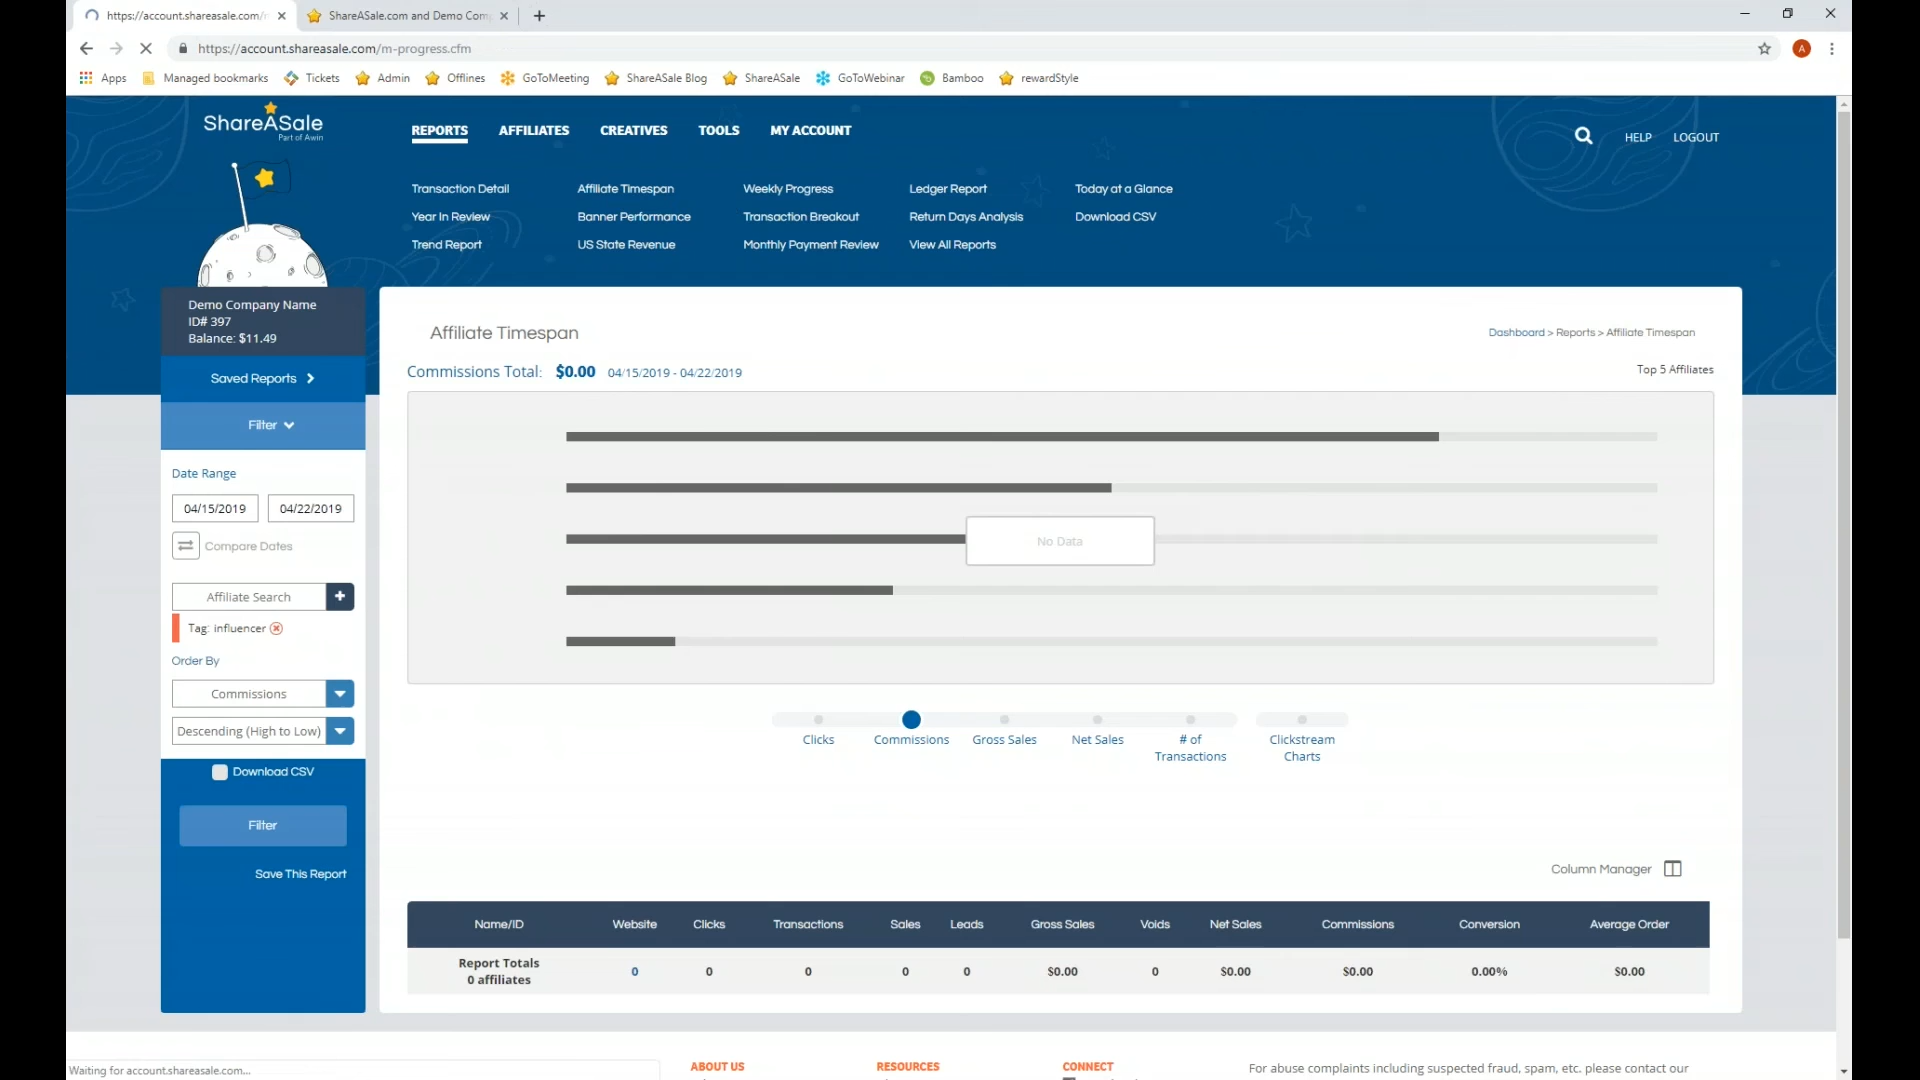 https://account.shareasale.com/r
ShareASale.com and Demo Com
https://account.shareasale.com/m-progress.cfm
A
Apps
Managed bookmarks
Tickets
Admin
Offlines
GoToMeeting
ShareASale Blog
ShareASale
GoToWebinar
Bamboo
rewardStyle
ShareASale
Part of Awin
REPORTS
AFFILIATES
CREATIVES
TOOLS
MY ACCOUNT
HELP
LOGOUT
Transaction Detail
Affiliate Timespan
Weekly Progress
Ledger Report
Today at a Glance
Year In Review
Banner Performance
Transaction Breakout
Return Days Analysis
Download CSV
Trend Report
US State Revenue
Monthly Payment Review
View All Reports
Demo Company Name
ID# 397
Balance: $11.49
Saved Reports
Filter
Date Range
04/15/2019
04/22/2019
Compare Dates
Affiliate Search
Tag: influencer
Order By
Commissions
Descending (High to Low)
Download CSV
Filter
Save This Report
Affiliate Timespan
Dashboard > Reports > Affiliate Timespan
Commissions Total: $0.00 04/15/2019 - 04/22/2019
Top 5 Affiliates
No Data
Clicks
Commissions
Gross Sales
Net Sales
# of
Transactions
Clickstream
Charts
Column Manager
Name/ID Website Clicks Transactions Sales Leads Gross Sales Voids Net Sales Commissions Conversion Average Order
Report Totals
0 affiliates
0 0 0 0 0 $0.00 0 $0.00 $0.00 0.00% $0.00
Waiting for account.shareasale.com...
ABOUT US
RESOURCES
CONNECT
For abuse complaints including suspected fraud, spam, etc. please contact our